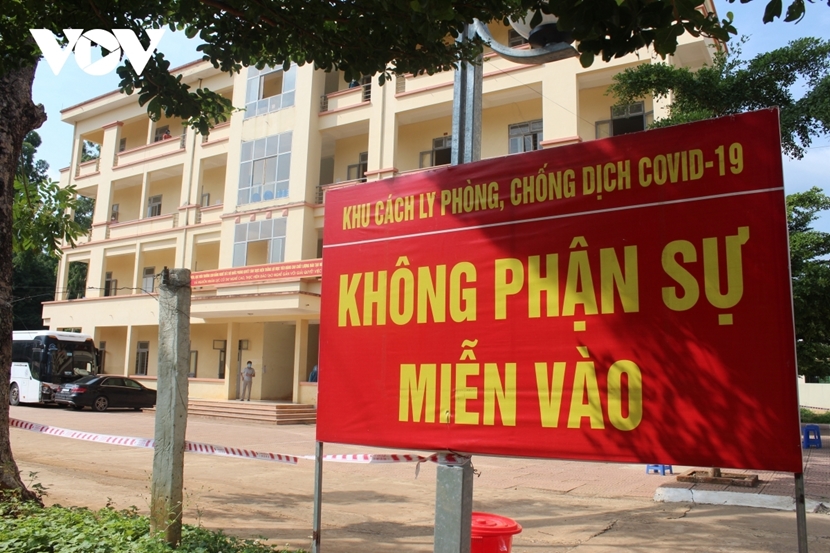 VOV
KHU CÁCH LY PHÒNG, CHỐNG DỊCH COVID-19
KHÔNG PHẬN SỰ
MIỄN VÀO